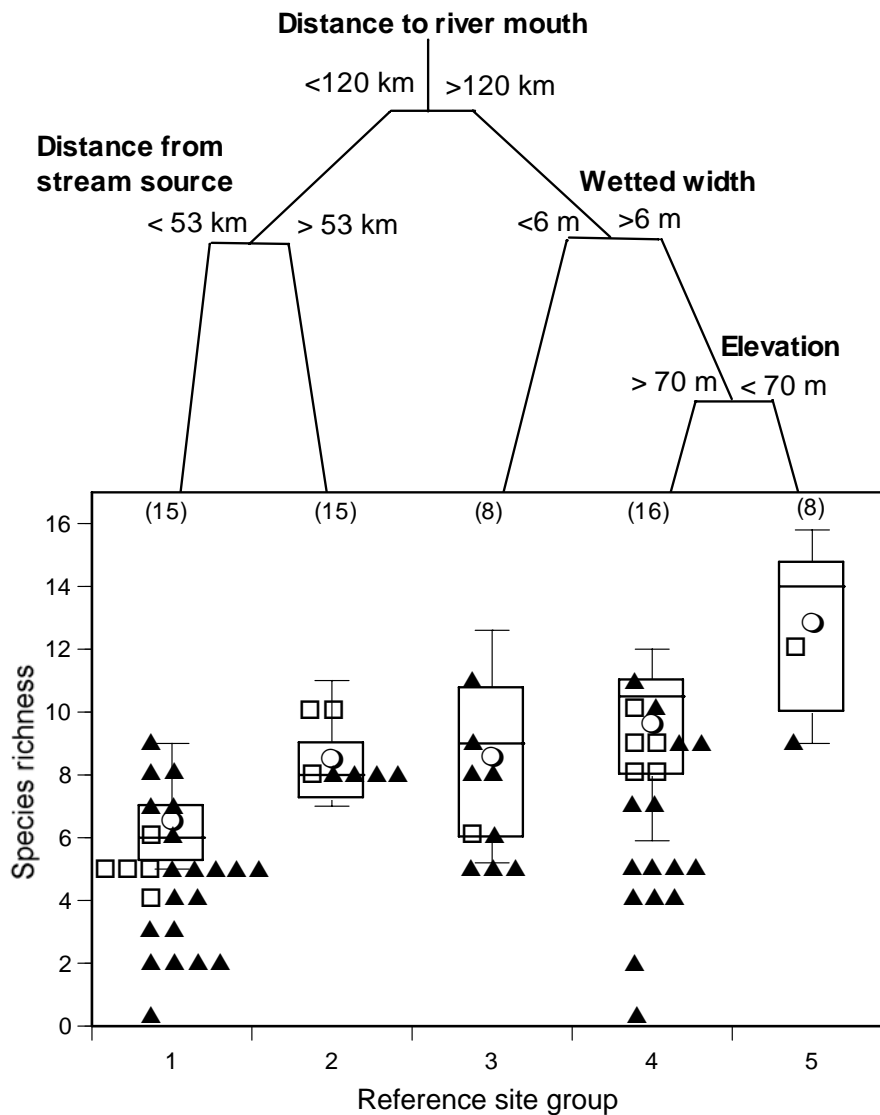 Distance to river mouth
<120 km >120 km
Distance from
stream source
Wetted width
< 53 km > 53 km
<6 m >6 m
Elevation
> 70 m < 70 m
(15) (15) (8) (16) (8)
16
14
12
10
8
6
4
2
0
Species richness
1 2 3 4 5
Reference site group